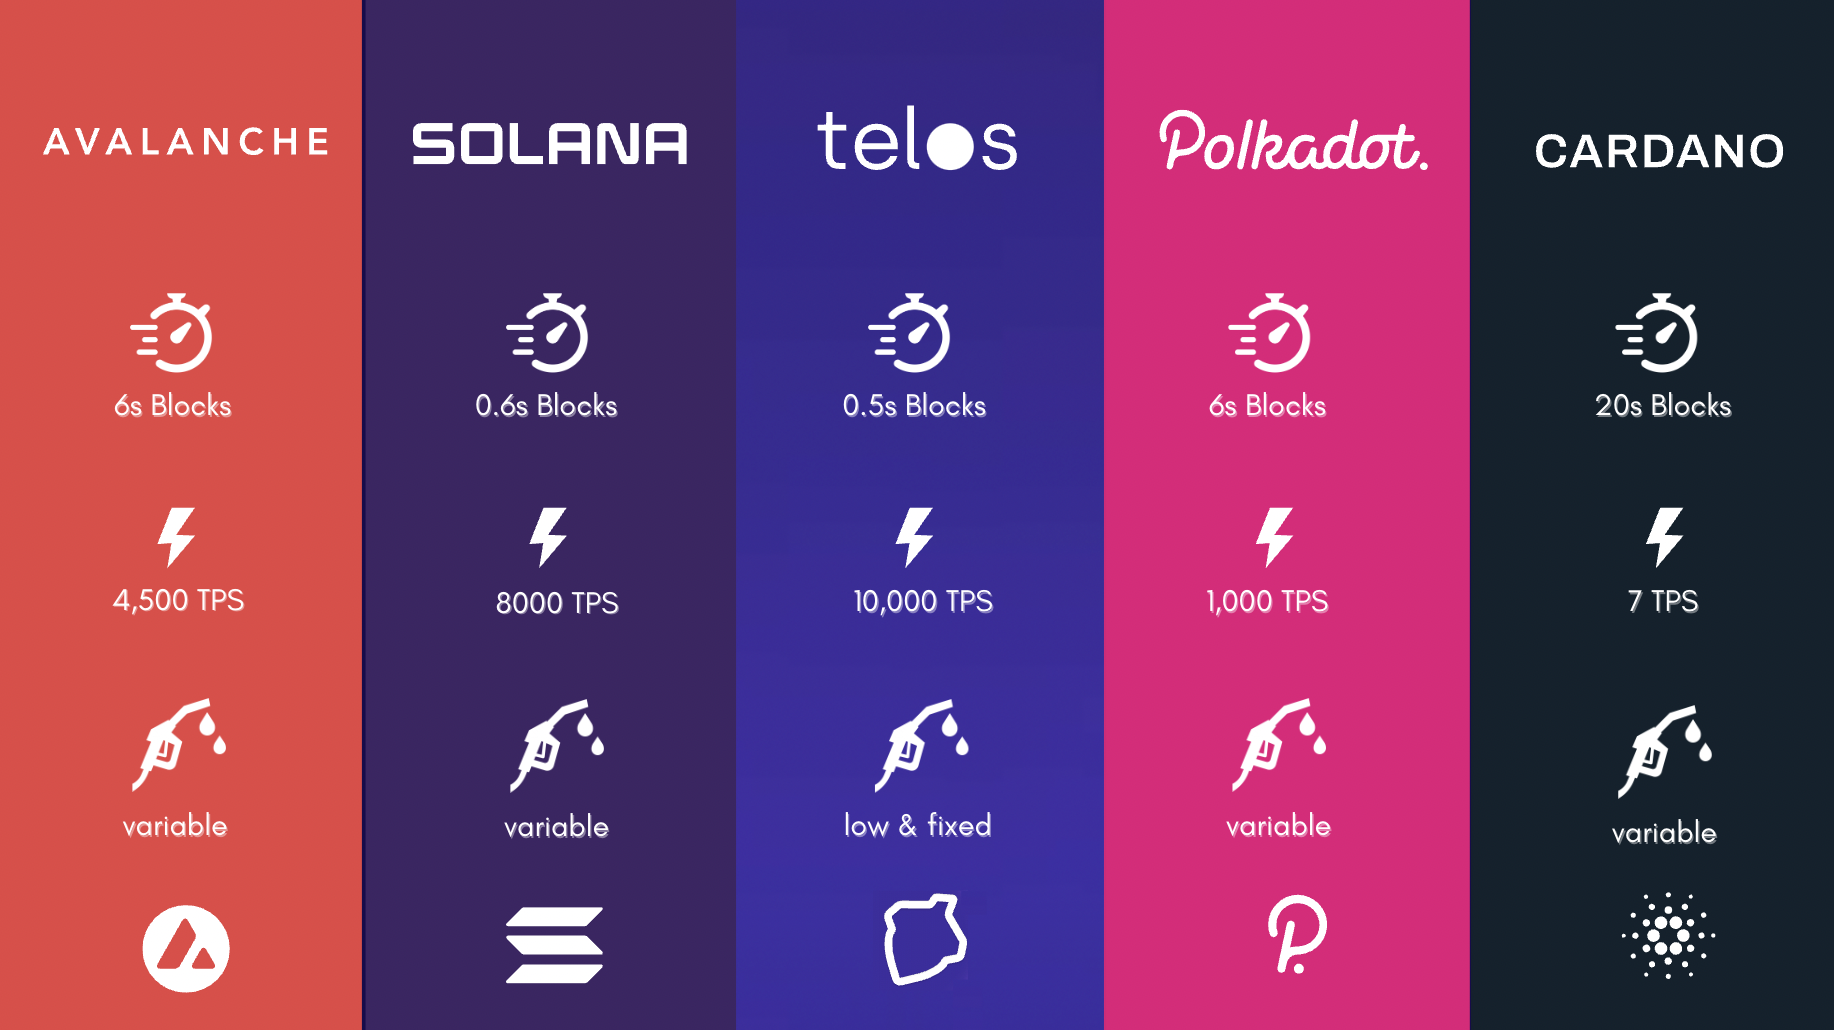 AVALANCHE
6s Blocks
4,500 TPS
variable
SOLANA
0.6s Blocks
8000 TPS
variable
telos
0.5s Blocks
10,000 TPS
low & fixed
Polkadot.
6s Blocks
1,000 TPS
variable
CARDANO
20s Blocks
7 TPS
variable